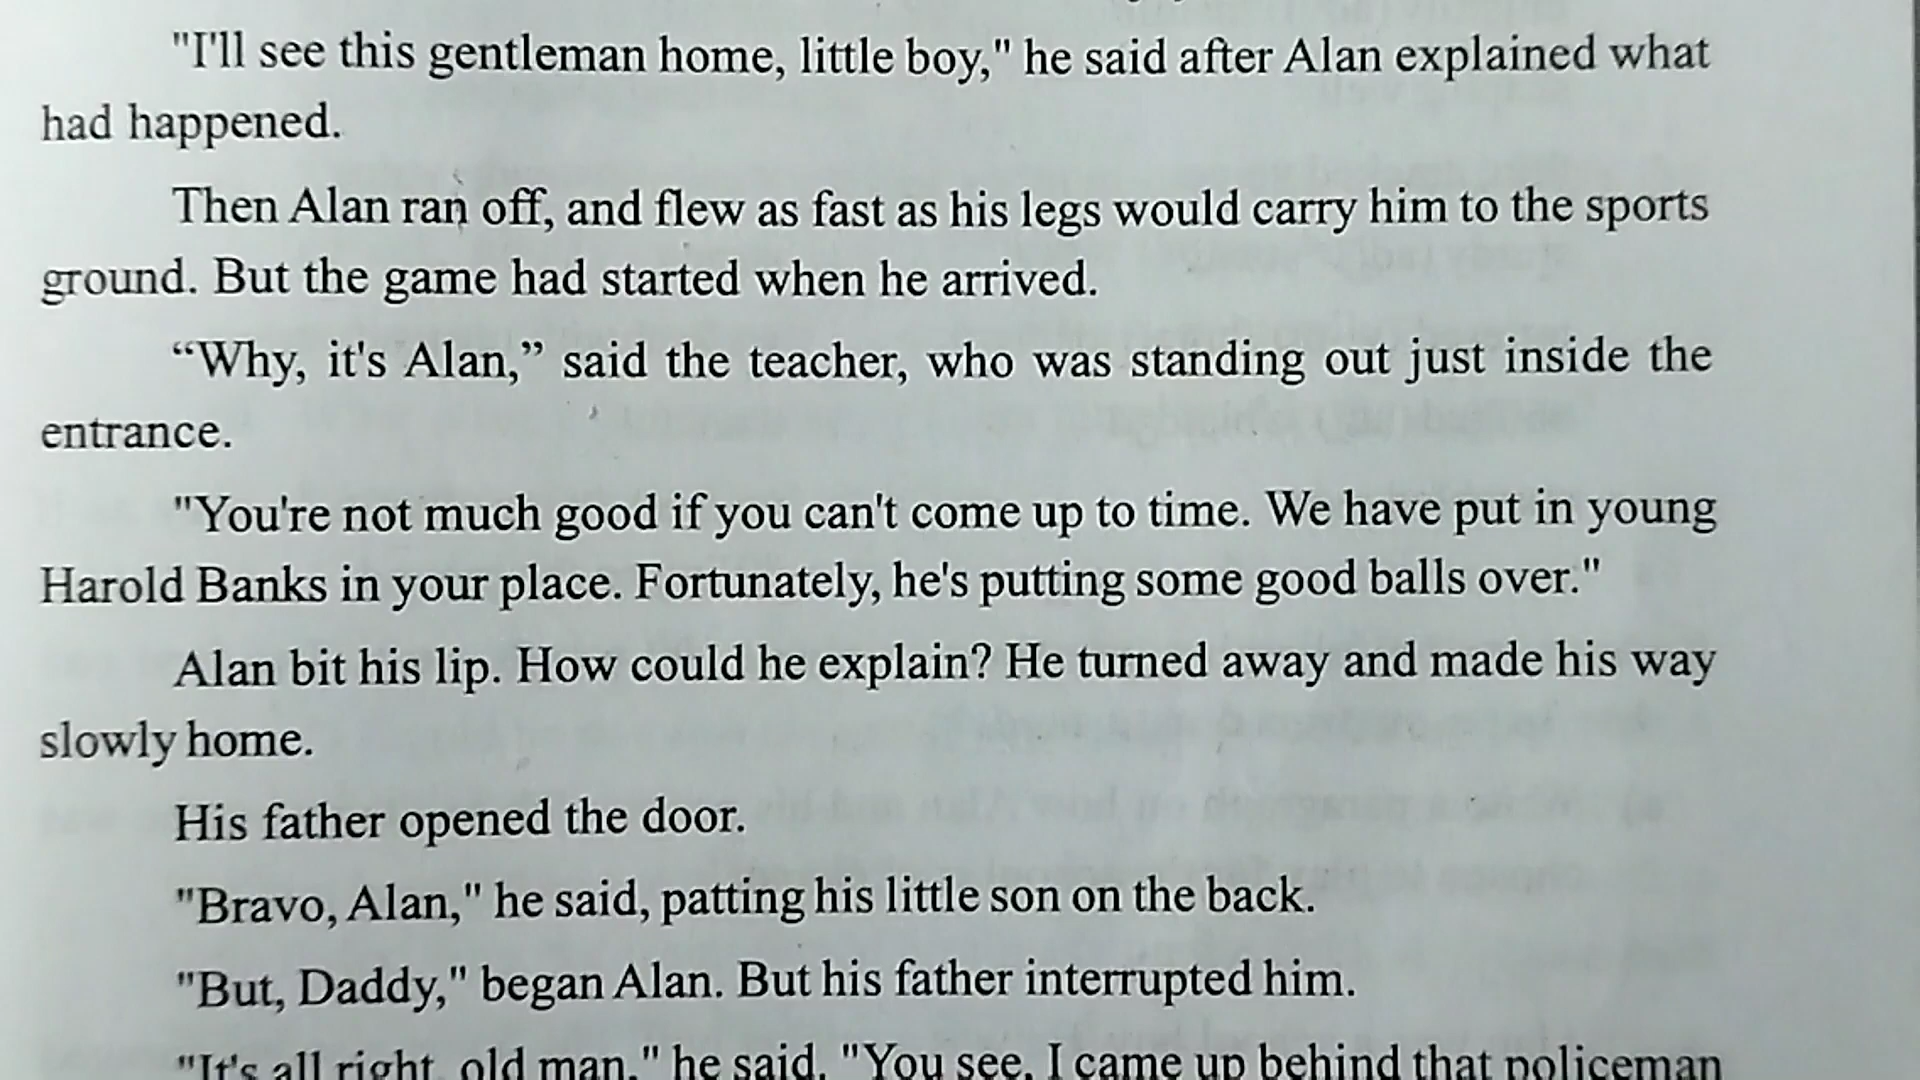 "I'll see this gentleman home, little boy," he said after Alan explained what
had happened.
Then Alan ran off, and flew as fast as his legs would carry him to the sports
ground. But the game had started when he arrived.
“Why, it's Alan,” said the teacher, who was standing out just inside the
entrance.
"You're not much good if you can't come up to time. We have put in young
Harold Banks in your place. Fortunately, he's putting some good balls over."
Alan bit his lip. How could he explain? He turned away and made his way
slowly home.
His father opened the door.
"Bravo, Alan," he said, patting his little son on the back.
"But, Daddy," began Alan. But his father interrupted him.
"It's all right, old man," he said. "You see, I came up behind that policeman